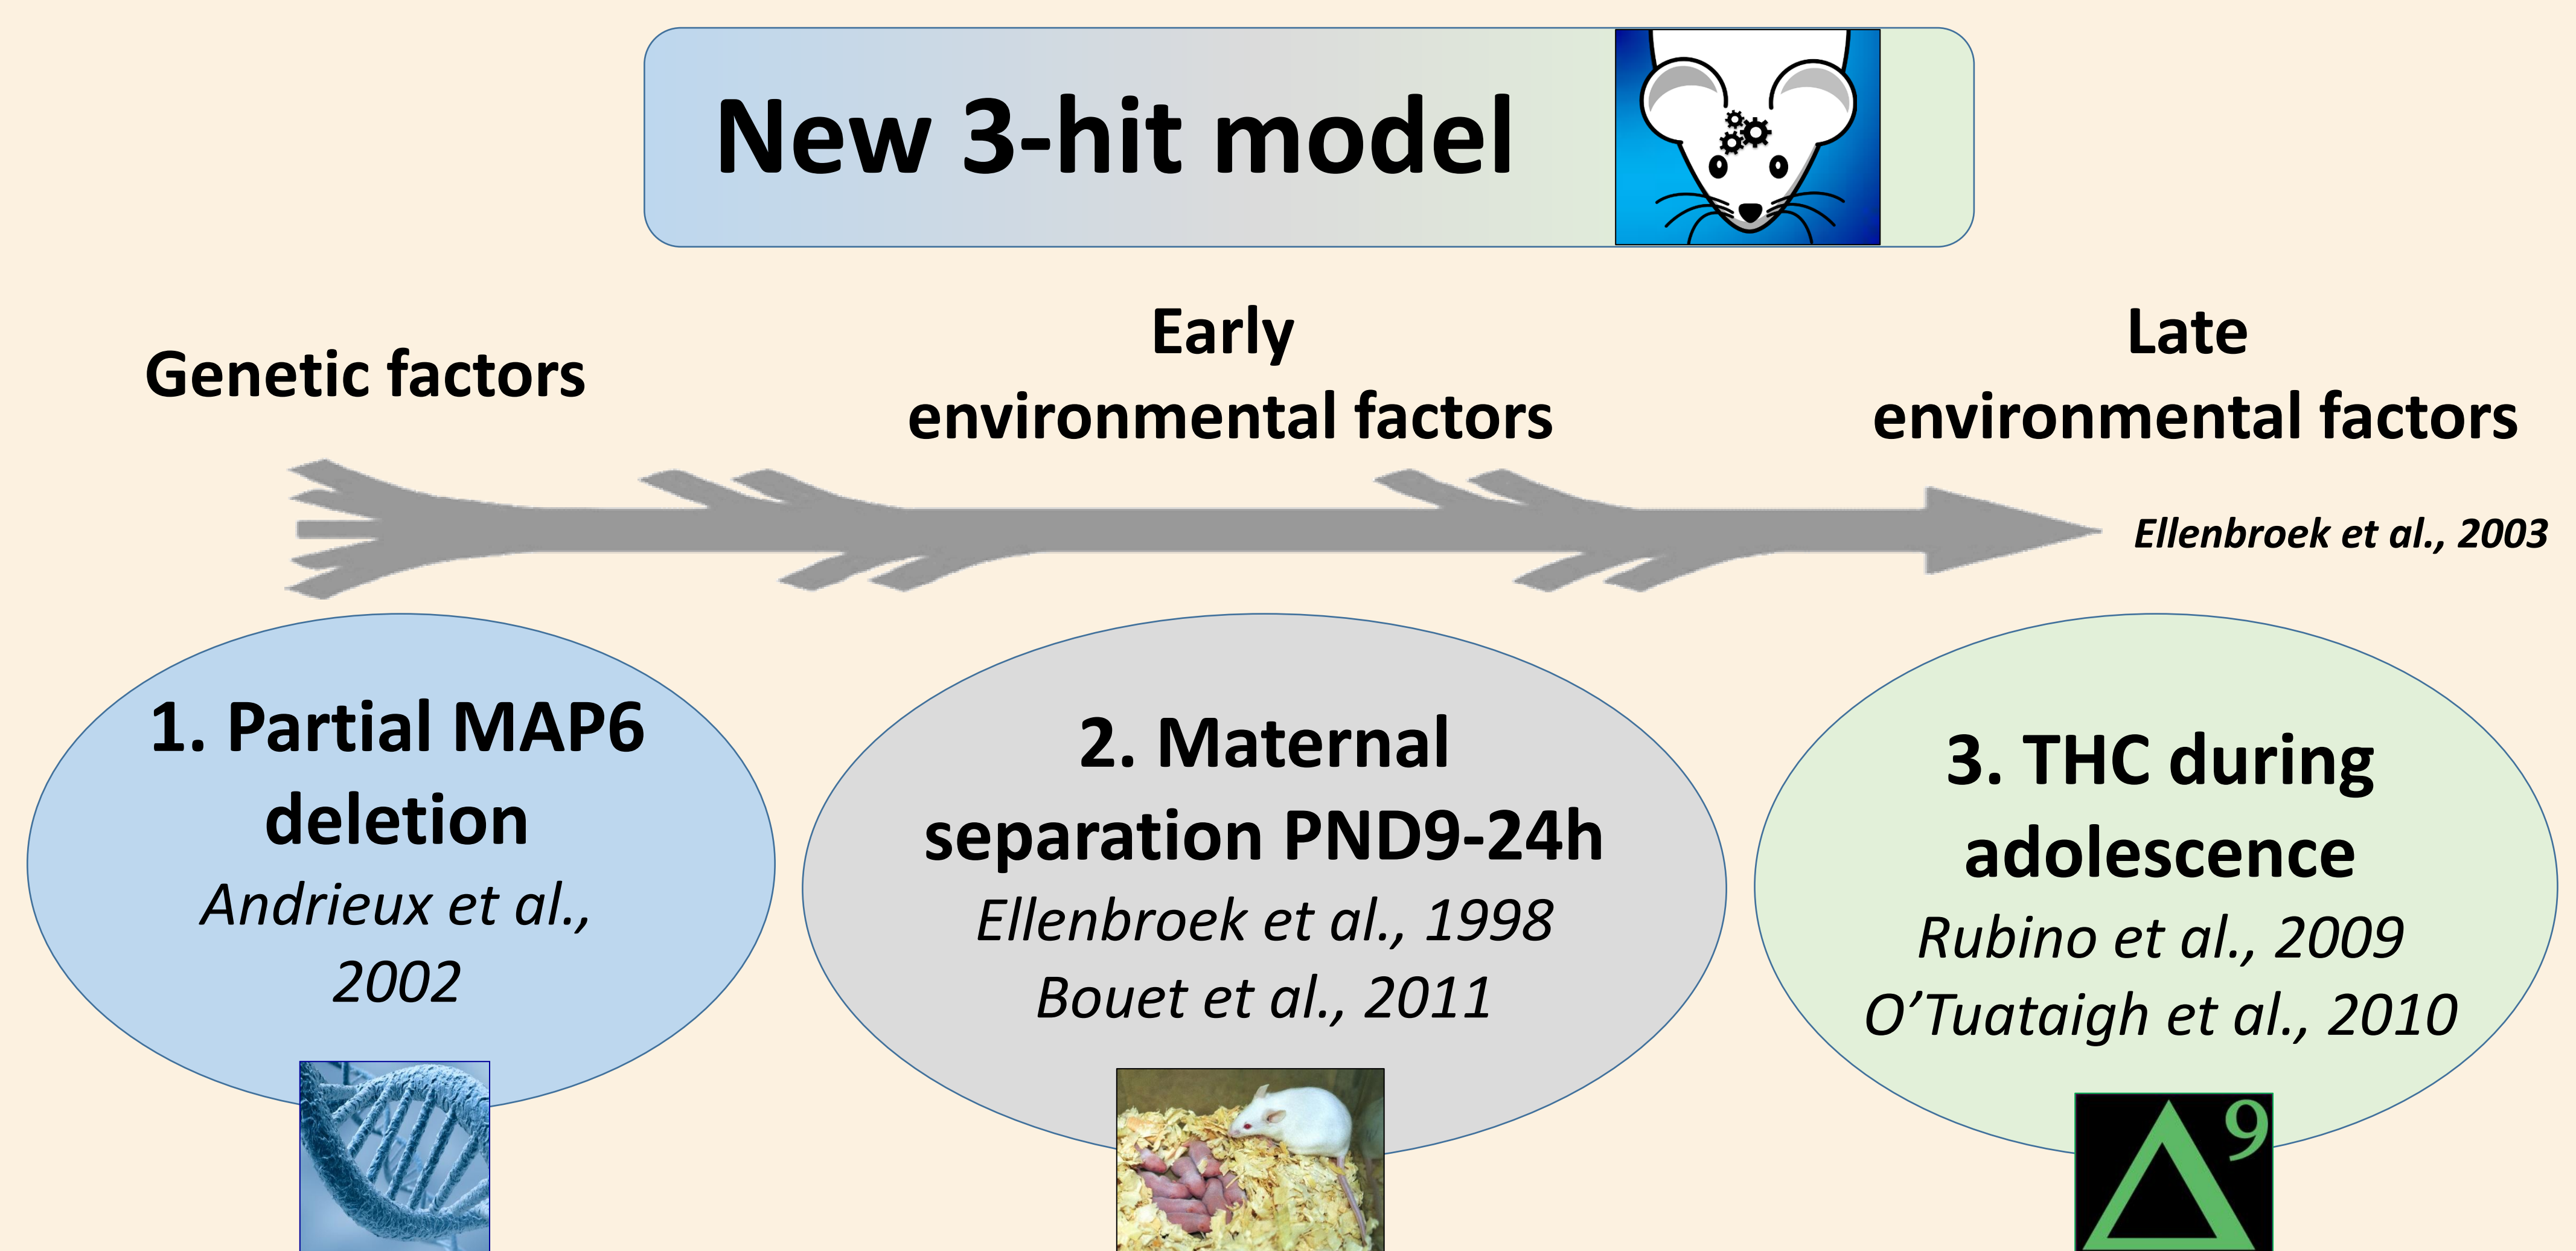 New 3-hit model
Genetic factors
Early
environmental factors
Late
environmental factors
Ellenbroek et al., 2003
1. Partial MAP6
deletion
Andrieux et al.,
2002
2. Maternal
separation PND9-24h
Ellenbroek et al., 1998
Bouet et al., 2011
3. THC during
adolescence
Rubino et al., 2009
O’Tuataigh et al., 2010
Δ9